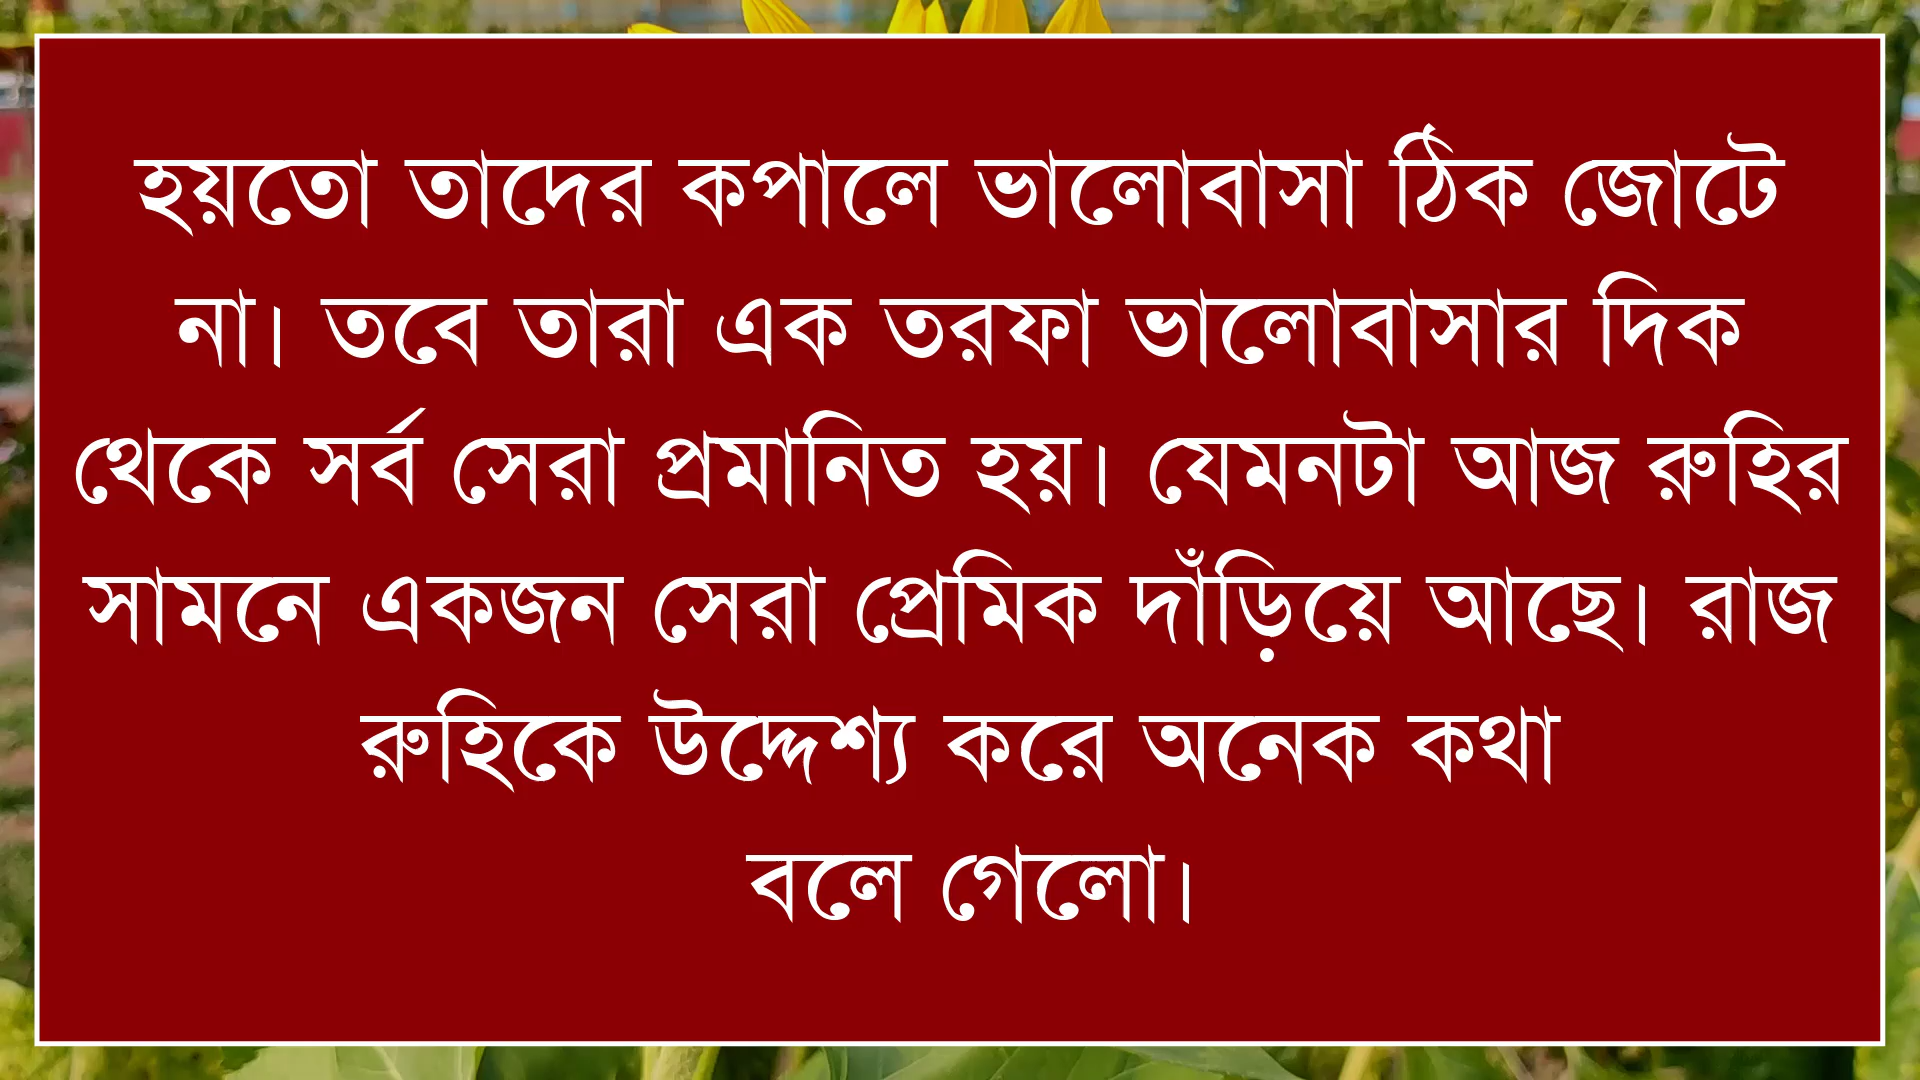 হয়তো তাদের কপালে ভালোবাসা ঠিক জোটে
না। তবে তারা এক তরফা ভালোবাসার দিক
থেকে সর্ব সেরা প্রমানিত হয়। যেমনটা আজ রুহির
সামনে একজন সেরা প্রেমিক দাঁড়িয়ে আছে। রাজ
রুহিকে উদ্দেশ্য করে অনেক কথা
বলে গেলো।